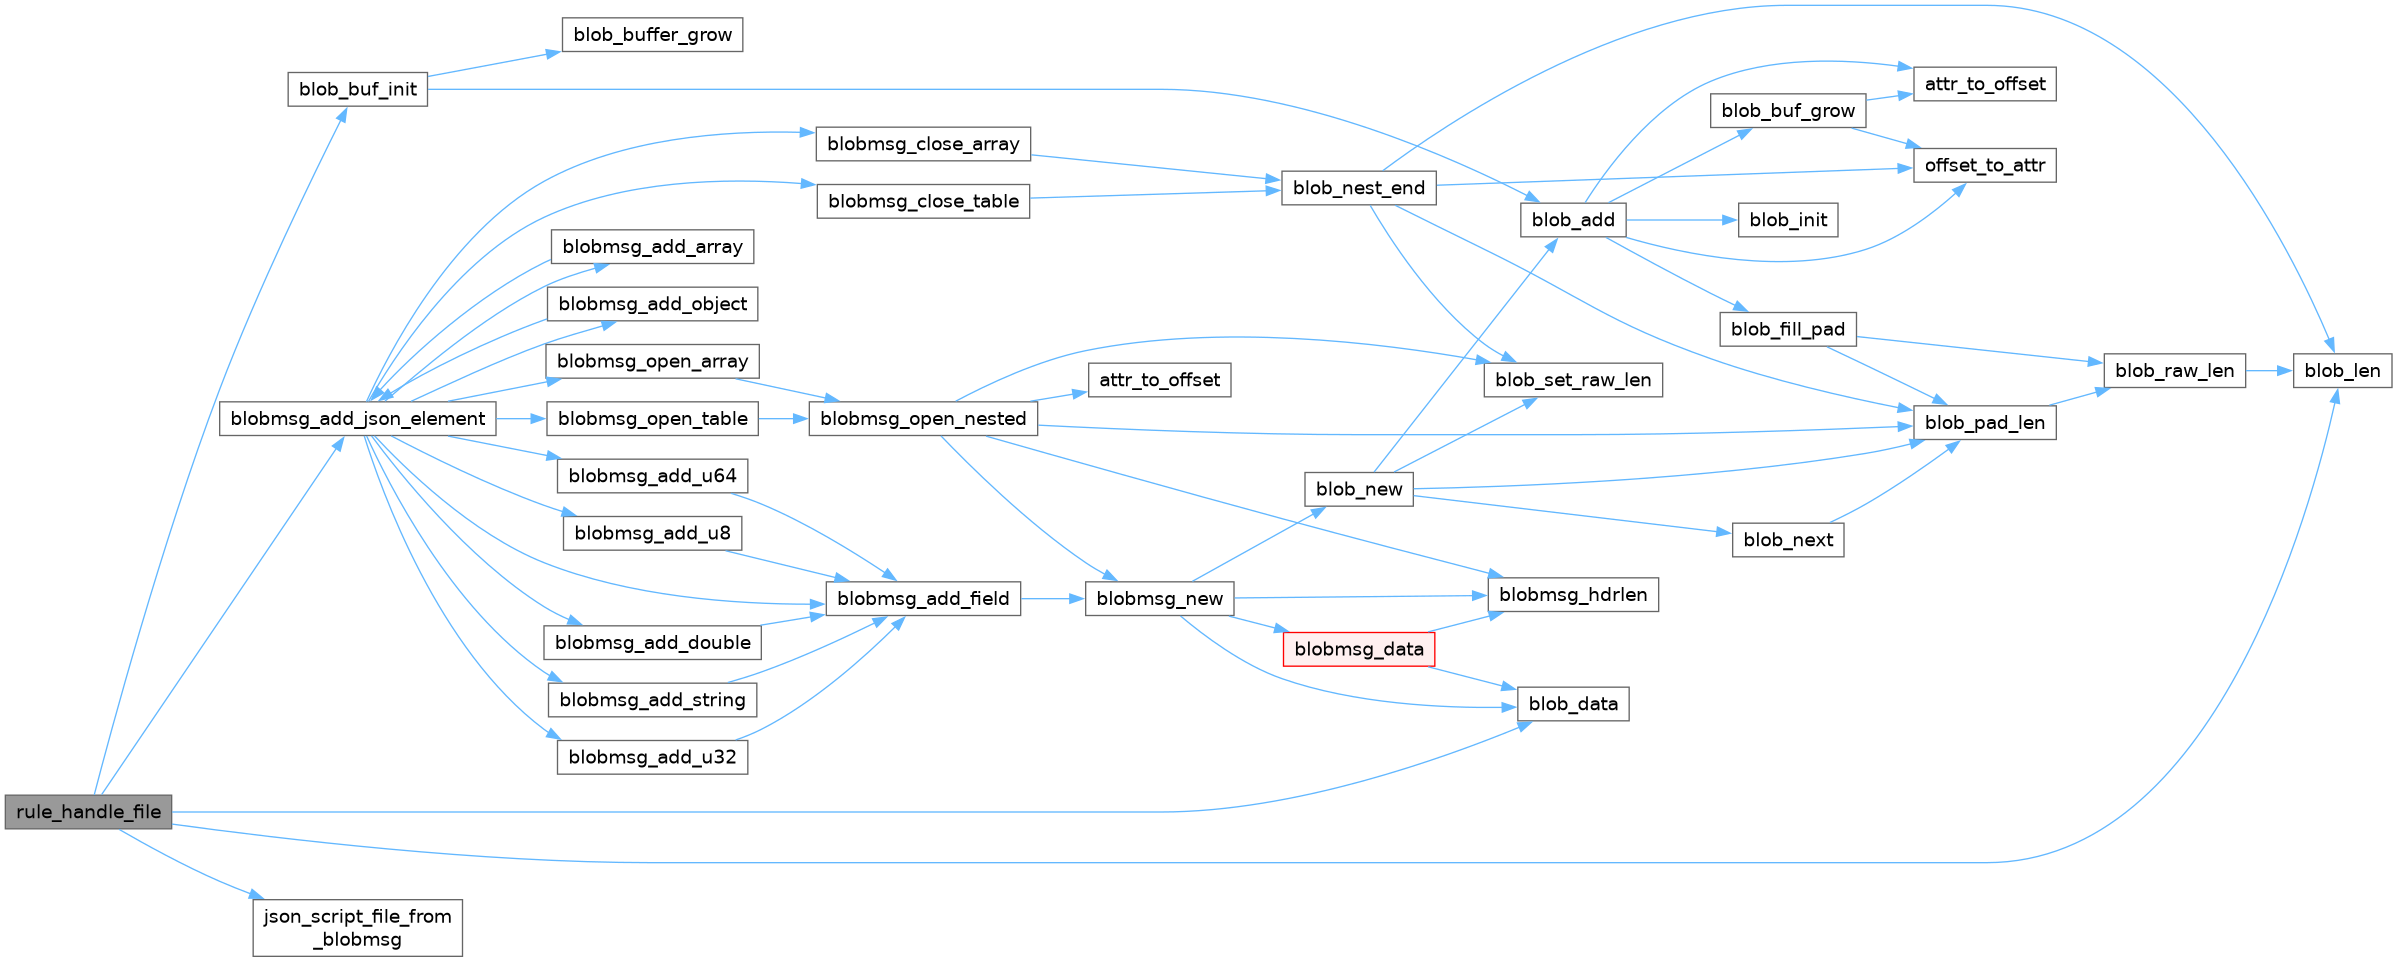 blob_buffer_grow
blob_buf_init
attr_to_offset
blob_buf_grow
blobmsg_close_array
offset_to_attr
blob_nest_end
blobmsg_close_table
blob_add
blob_init
blobmsg_add_array
blobmsg_add_object
blob_fill_pad
blobmsg_open_array
blob_raw_len
blob_len
attr_to_offset
blob_set_raw_len
blobmsg_add_json_element
blobmsg_open_table
blobmsg_open_nested
blob_pad_len
blobmsg_add_u64
blob_new
blobmsg_add_u8
blob_next
blobmsg_add_field
blobmsg_new
blobmsg_hdrlen
blobmsg_add_double
blobmsg_data
blobmsg_add_string
blob_data
blobmsg_add_u32
rule_handle_file
json_script_file_from
_blobmsg